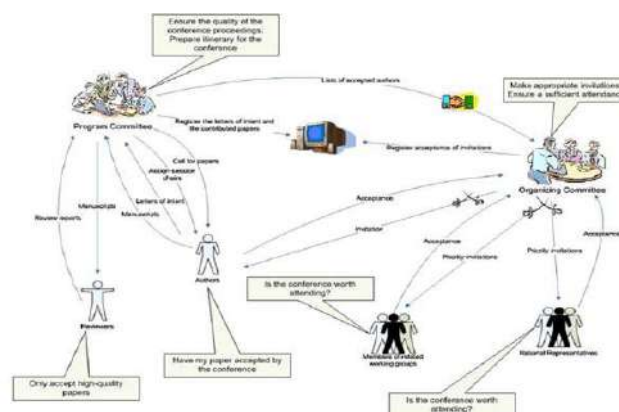 Ensure the quality of the
conference proceedings.
Prepare itinerary for the
conference
Lists of accepted authors
Make appropriate invitations
Ensure a sufficient attendanc
Program Committee
Register the letters of intent and
the contributed papers
Register acceptance of invitations
Organizing Committee
Call for papers
Assign session
chairs
Letters of intent
Manuscripts
Manuscripts
Review reports
Acceptance
Invitation
Acceptance
Priority invitations
Priority invitations
Acceptance
Authors
Is the conference worth
attending?
Reviewers
Have my paper accepted by
the conference
Members of related
working groups
National Representatives
Only accept high-quality
papers
Is the conference worth
attending?